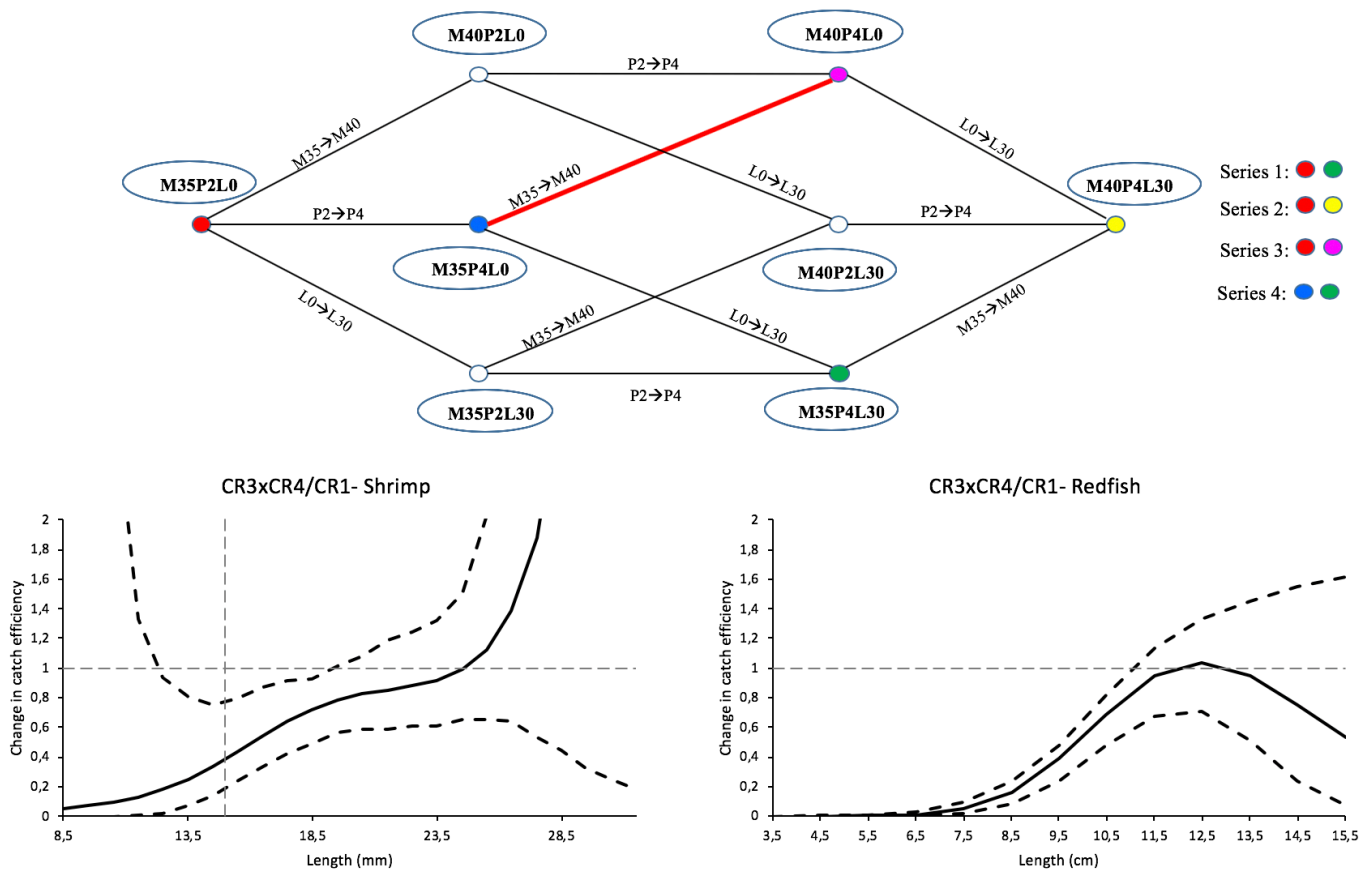 M40P2L0
M40P4L0
P2→P4
M35→M40
L0→L30
M35P2L0
M35→M40
L0→L30
M40P4L30
P2→P4
P2→P4
M35P4L0
M40P2L30
L0→L30
M35→M40
L0→L30
M35→M40
P2→P4
M35P2L30
M35P4L30
Series 1:
Series 2:
Series 3:
Series 4:
CR3xCR4/CR1- Shrimp
Change in catch efficiency
2
1,8
1,6
1,4
1,2
1
0,8
0,6
0,4
0,2
0
8,5 13,5 18,5 23,5 28,5
Length (mm)
CR3xCR4/CR1- Redfish
Change in catch efficiency
2
1,8
1,6
1,4
1,2
1
0,8
0,6
0,4
0,2
0
3,5 4,5 5,5 6,5 7,5 8,5 9,5 10,5 11,5 12,5 13,5 14,5 15,5
Length (cm)